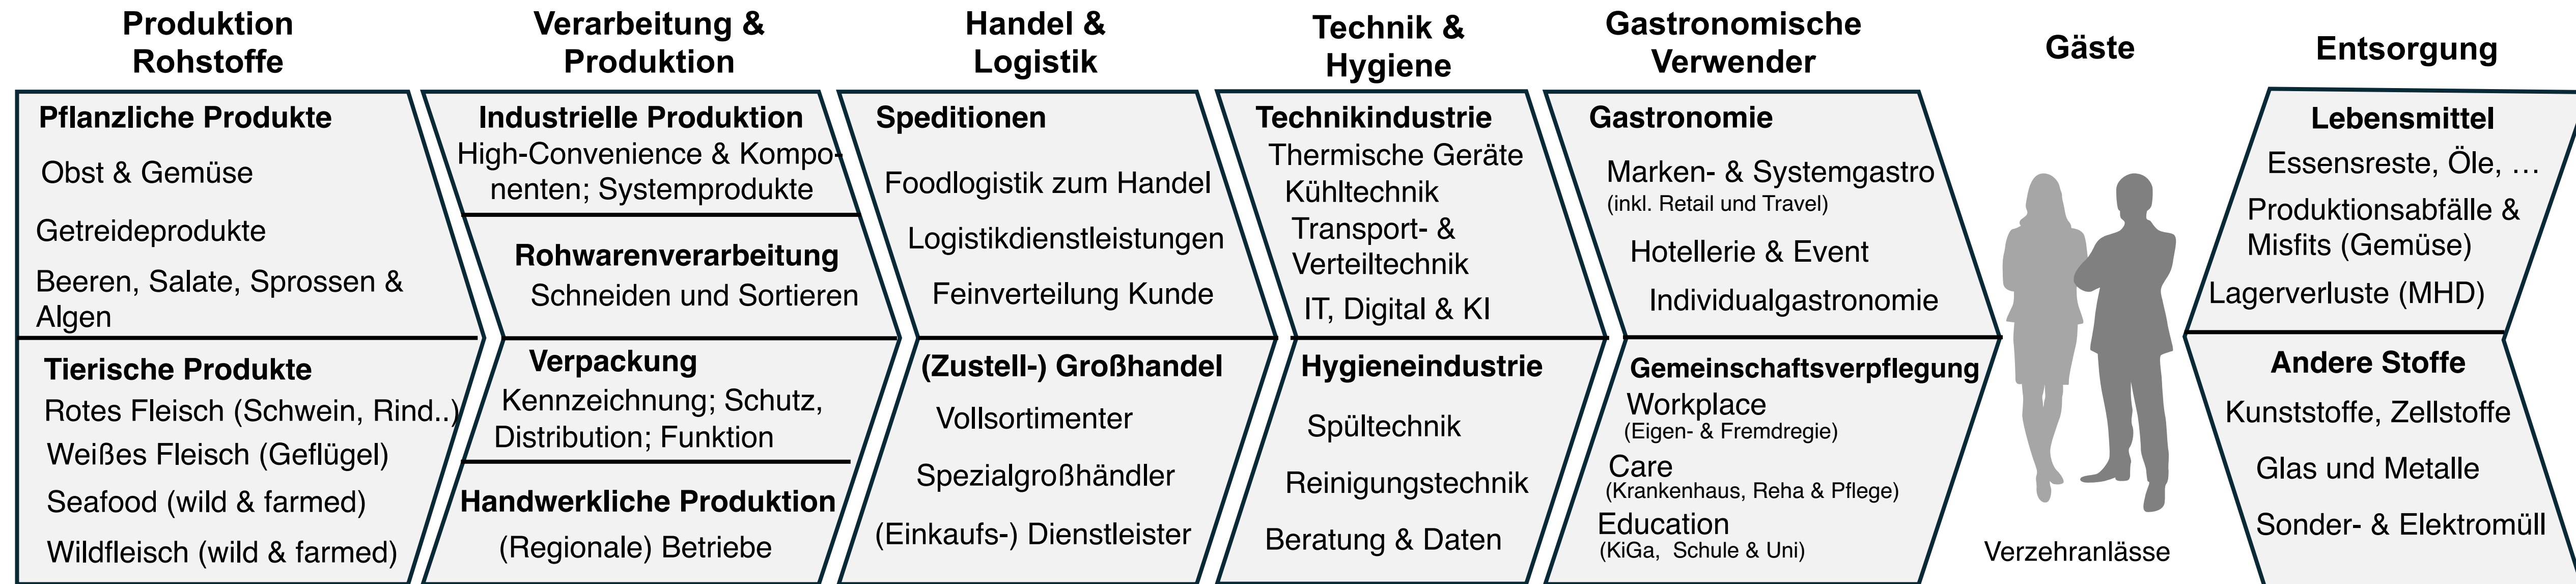 Produktion
Rohstoffe
Pflanzliche Produkte
Obst & Gemüse
Getreideprodukte
Beeren, Salate, Sprossen &
Algen
Tierische Produkte
Rotes Fleisch (Schwein, Rind..)
Weißes Fleisch (Geflügel)
Seafood (wild & farmed)
Wildfleisch (wild & farmed)
Verarbeitung &
Produktion
Industrielle Produktion
High-Convenience & Kompo-
nenten; Systemprodukte
Rohwarenverarbeitung
Schneiden und Sortieren
Verpackung
Kennzeichnung; Schutz,
Distribution; Funktion
Handwerkliche Produktion
(Regionale) Betriebe
Handel &
Logistik
Speditionen
Foodlogistik zum Handel
Logistikdienstleistungen
Feinverteilung Kunde
(Zustell-) Großhandel
Vollsortimenter
Spezialgroßhändler
(Einkaufs-) Dienstleister
Technik &
Hygiene
Technikindustrie
Thermische Geräte
Kühltechnik
Transport- &
Verteiltechnik
IT, Digital & KI
Hygieneindustrie
Spültechnik
Reinigungstechnik
Beratung & Daten
Gastronomische
Verwender
Gastronomie
Marken- & Systemgastro
(inkl. Retail und Travel)
Hotellerie & Event
Individualgastronomie
Gemeinschaftsverpflegung
Workplace
(Eigen- & Fremdregie)
Care
(Krankenhaus, Reha & Pflege)
Education
(KiGa, Schule & Uni)
Gäste
Verzehranlässe
Entsorgung
Lebensmittel
Essensreste, Öle, …
Produktionsabfälle &
Misfits (Gemüse)
Lagerverluste (MHD)
Andere Stoffe
Kunststoffe, Zellstoffe
Glas und Metalle
Sonder- & Elektromüll